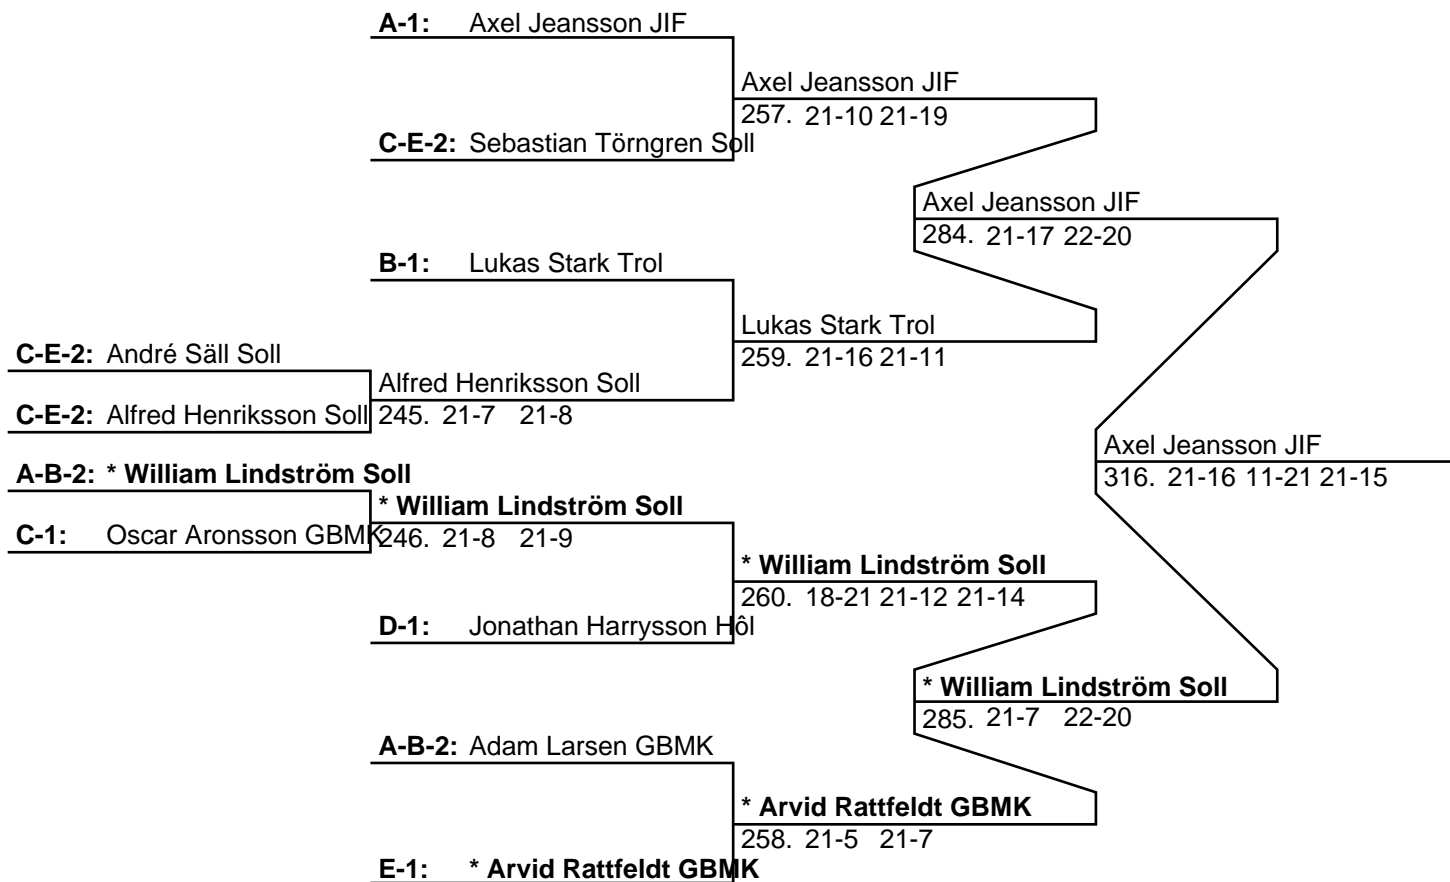 A-1: Axel Jeansson JIF
Axel Jeansson JIF
257. 21-10 21-19
C-E-2: Sebastian Törngren Soll
Axel Jeansson JIF
284. 21-17 22-20
B-1: Lukas Stark Trol
Lukas Stark Trol
259. 21-16 21-11
C-E-2: André Säll Soll
Alfred Henriksson Soll
C-E-2: Alfred Henriksson Soll
245. 21-7 21-8
Axel Jeansson JIF
316. 21-16 11-21 21-15
A-B-2: * William Lindström Soll
* William Lindström Soll
C-1: Oscar Aronsson GBMK
246. 21-8 21-9
* William Lindström Soll
260. 18-21 21-12 21-14
D-1: Jonathan Harrysson Hôl
* William Lindström Soll
285. 21-7 22-20
A-B-2: Adam Larsen GBMK
* Arvid Rattfeldt GBMK
258. 21-5 21-7
E-1: * Arvid Rattfeldt GBMK